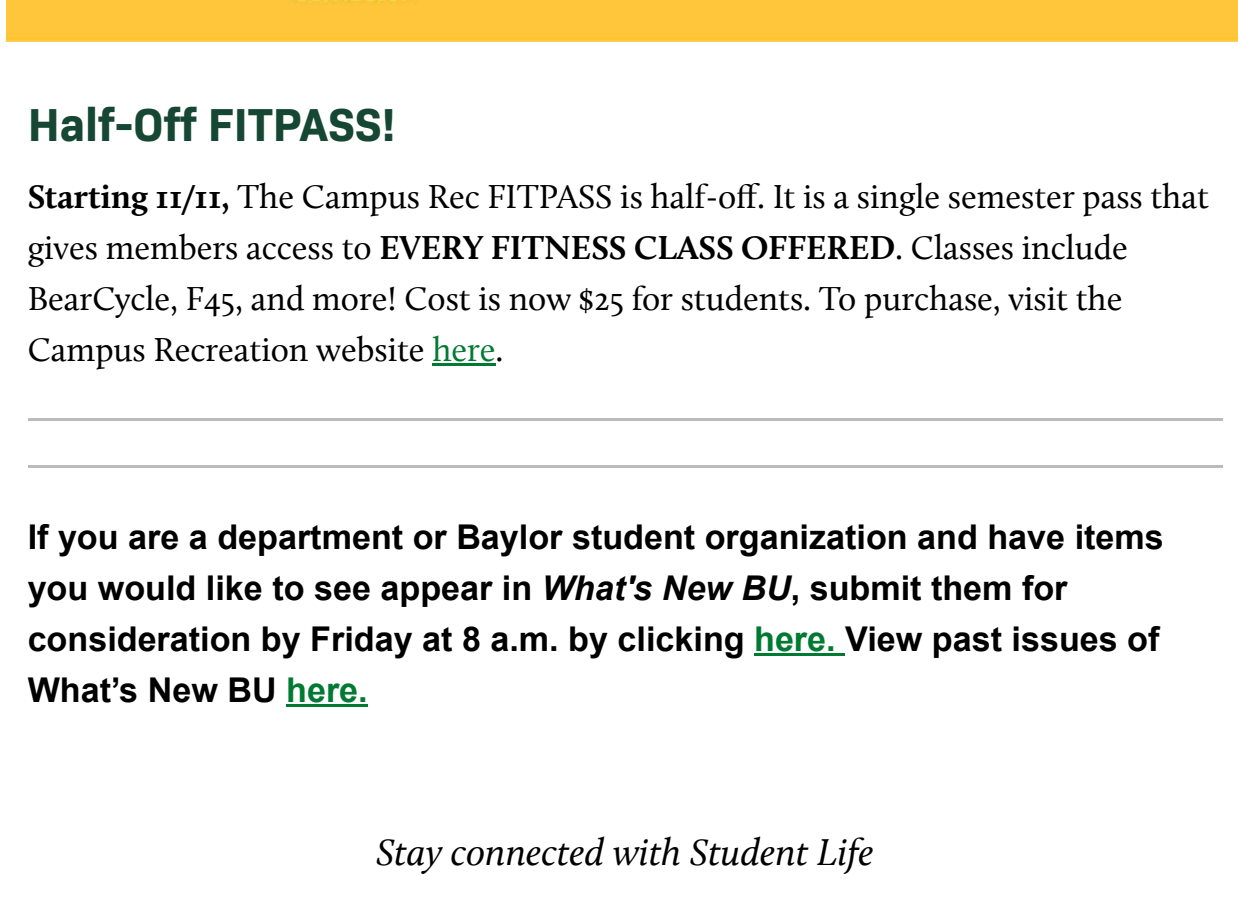 Half-Off FITPASS!
Starting 11/11, The Campus Rec FITPASS is half-off. It is a single semester pass that
gives members access to EVERY FITNESS CLASS OFFERED. Classes include
BearCycle, F45, and more! Cost is now $25 for students. To purchase, visit the
Campus Recreation website here.
If you are a department or Baylor student organization and have items
you would like to see appear in What's New BU, submit them for
consideration by Friday at 8 a.m. by clicking here. View past issues of
What’s New BU here.
Stay connected with Student Life